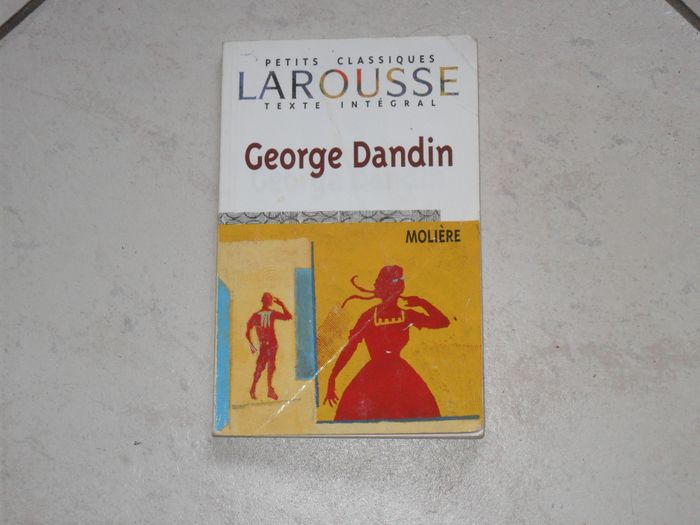 PETITS CLASSIQUES
LAROUSSE
TEXTE INTÉGRAL
George Dandin
MOLIÈRE